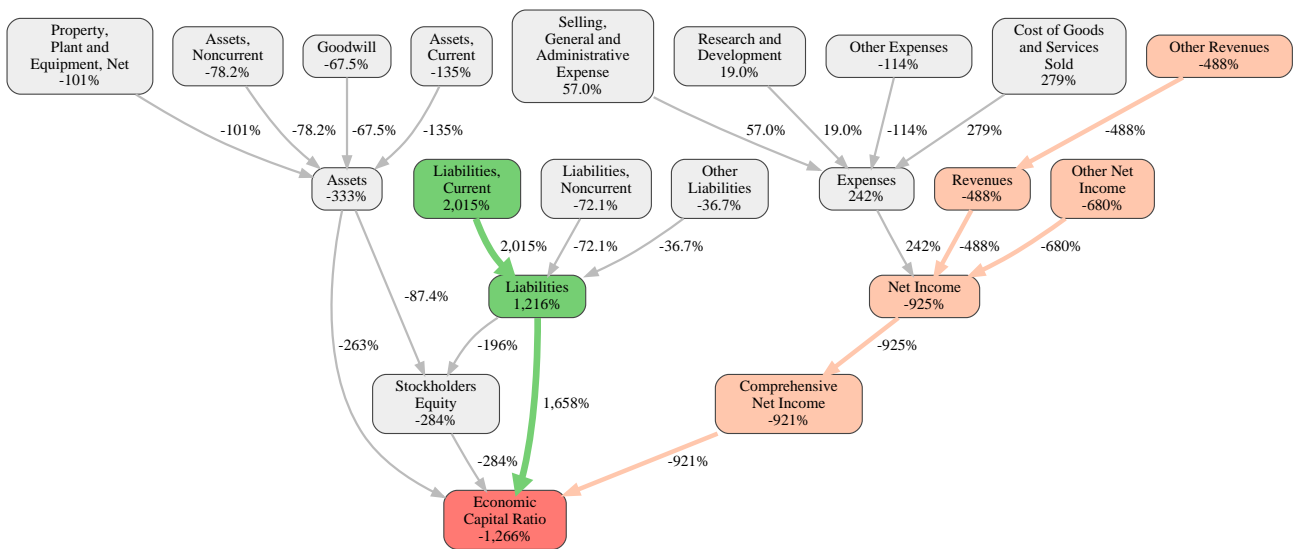 Property,
Plant and
Equipment, Net
-101%
Assets,
Noncurrent
-78.2%
Goodwill
-67.5%
Assets,
Current
-135%
Selling,
General and
Administrative
Expense
57.0%
Research and
Development
19.0%
Other Expenses
-114%
Cost of Goods
and Services
Sold
279%
Other Revenues
-488%
-101%
-78.2%
-67.5%
-135%
57.0%
19.0%
-114%
279%
-488%
Assets
-333%
Liabilities,
Current
2,015%
Liabilities,
Noncurrent
-72.1%
Other
Liabilities
-36.7%
Expenses
242%
Revenues
-488%
Other Net
Income
-680%
2,015%
-72.1%
-36.7%
242%
-488%
-680%
Liabilities
1,216%
Net Income
-925%
-87.4%
-263%
-196%
-925%
Stockholders
Equity
-284%
1,658%
Comprehensive
Net Income
-921%
-284%
-921%
Economic
Capital Ratio
-1,266%